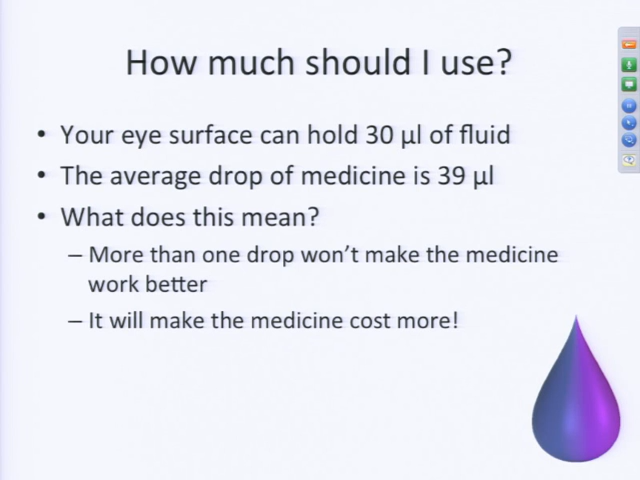 How much should I use?
• Your eye surface can hold 30 µl of fluid
• The average drop of medicine is 39 µl
• What does this mean?
– More than one drop won't make the medicine
work better
– It will make the medicine cost more!